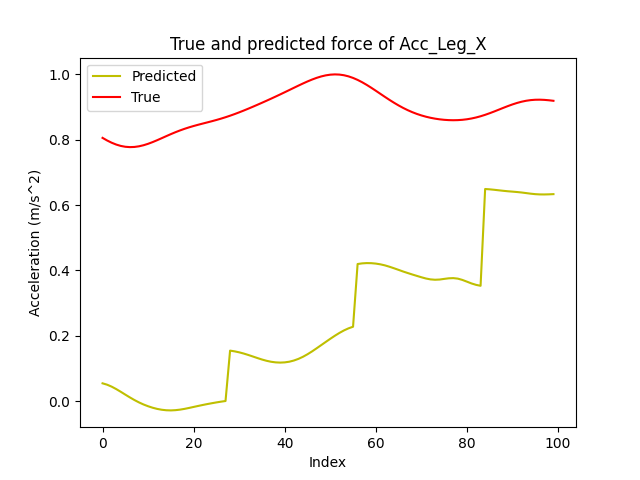 True and predicted force of Acc_Leg_X
Predicted
True
Acceleration (m/s^2)
1.0
0.8
0.6
0.4
0.2
0.0
0 20 40 60 80 100
Index